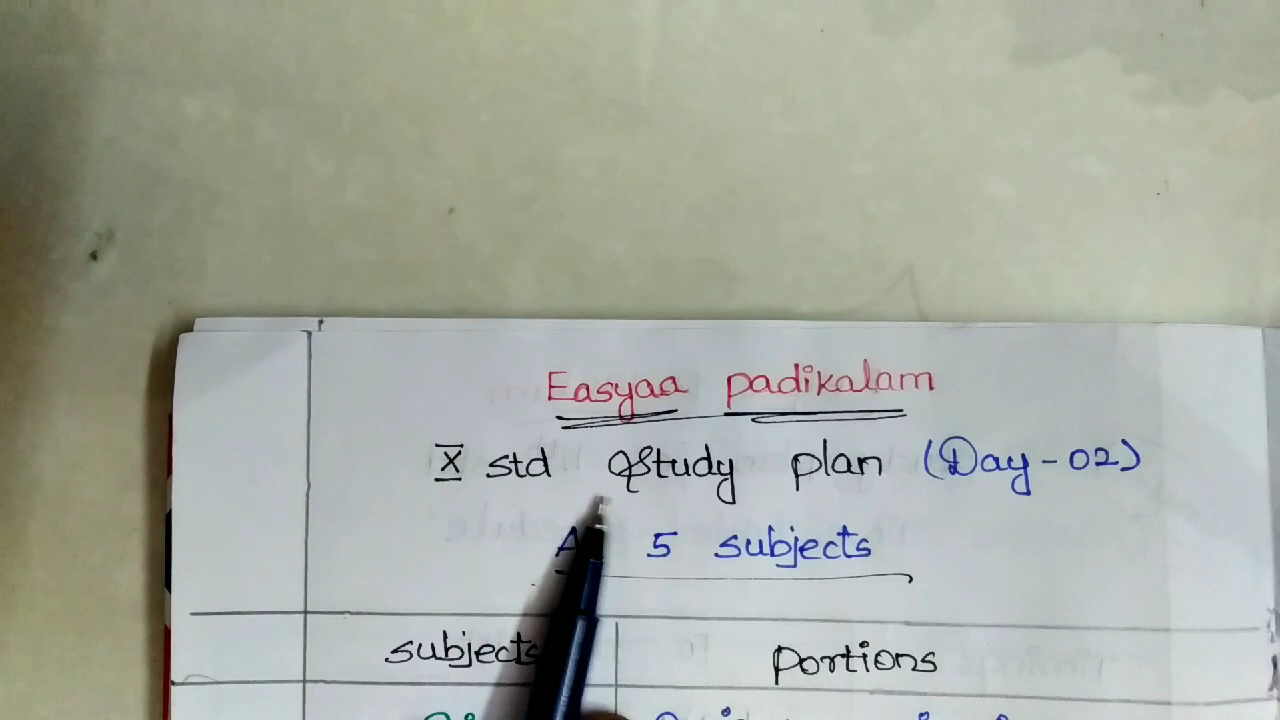 Easyaa padikalam
X std Study plan (Day-02)
5 subjects
subjects portions